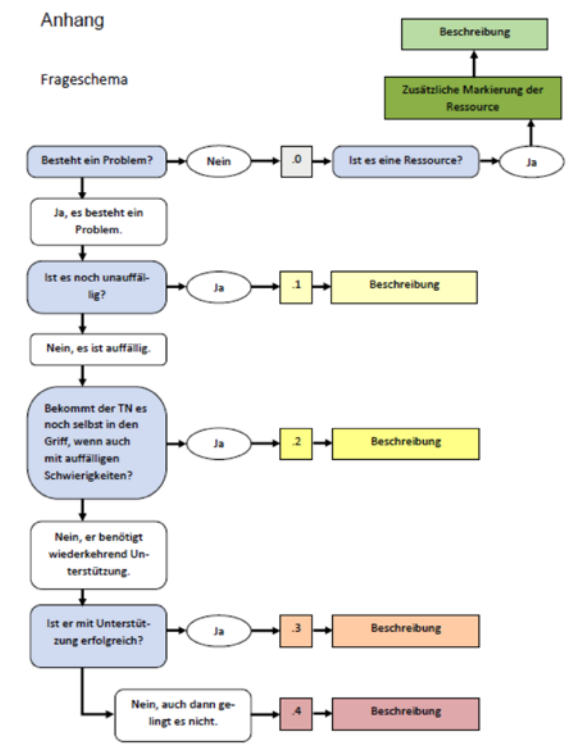 Anhang
Beschreibung
Frageschema
Zusätzliche Markierung der
Ressource
Besteht ein Problem?
Nein
.0
Ist es eine Ressource?
Ja
Ja, es besteht ein
Problem.
Ist es noch unauffäl-
lig?
Ja
.1
Beschreibung
Nein, es ist auffällig.
Bekommt der TN es
noch selbst in den
Griff, wenn auch
mit auffälligen
Schwierigkeiten?
Ja
.2
Beschreibung
Nein, er benötigt
wiederkehrend Un-
terstützung.
Ist er mit Unterstüt-
zung erfolgreich?
Ja
.3
Beschreibung
Nein, auch dann ge-
lingt es nicht.
.4
Beschreibung